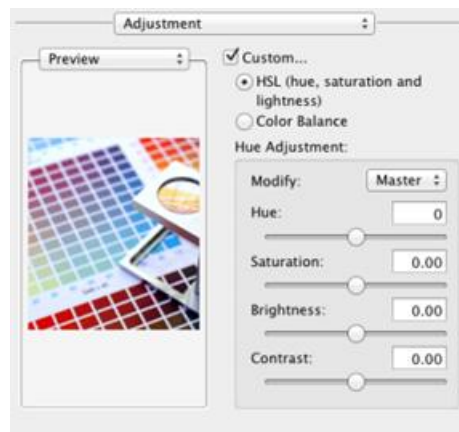 Adjustment
Preview
Custom...
HSL (hue, saturation and
lightness)
Color Balance
Hue Adjustment:
Modify: Master
Hue: 0
Saturation: 0.00
Brightness: 0.00
Contrast: 0.00